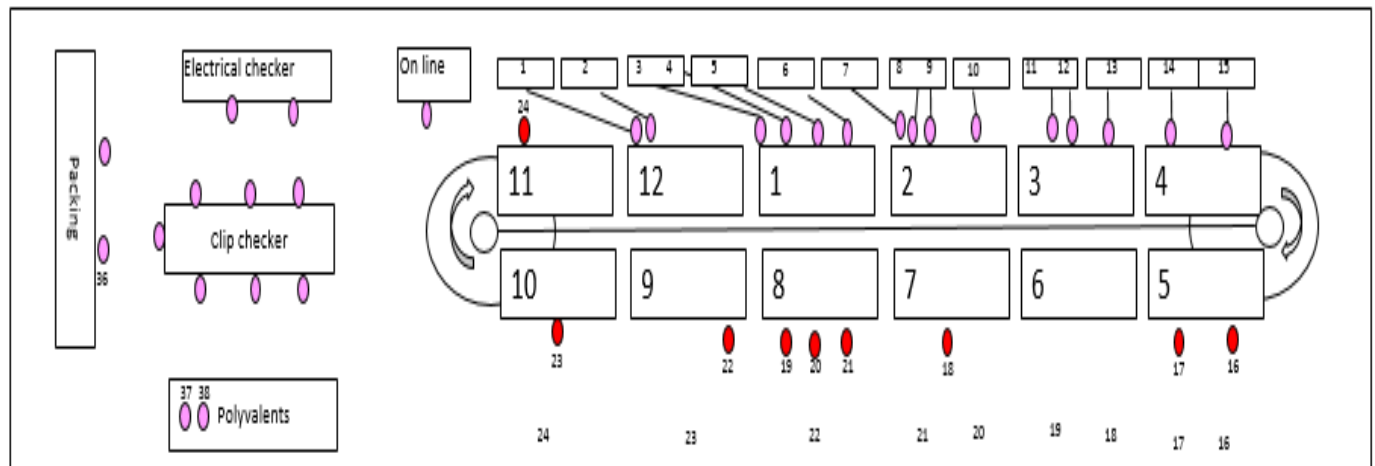 Electrical checker
On line
1 2 3 4 5 6 7 8 9 10 11 12 13 14 15
24
Packing
11 12 1 2 3 4
Clip checker
36
10 9 8 7 6 5
23 22 19 20 21 18 17 16
37 38
Polyvalents
24 23 22 21 20 19 18 17 16